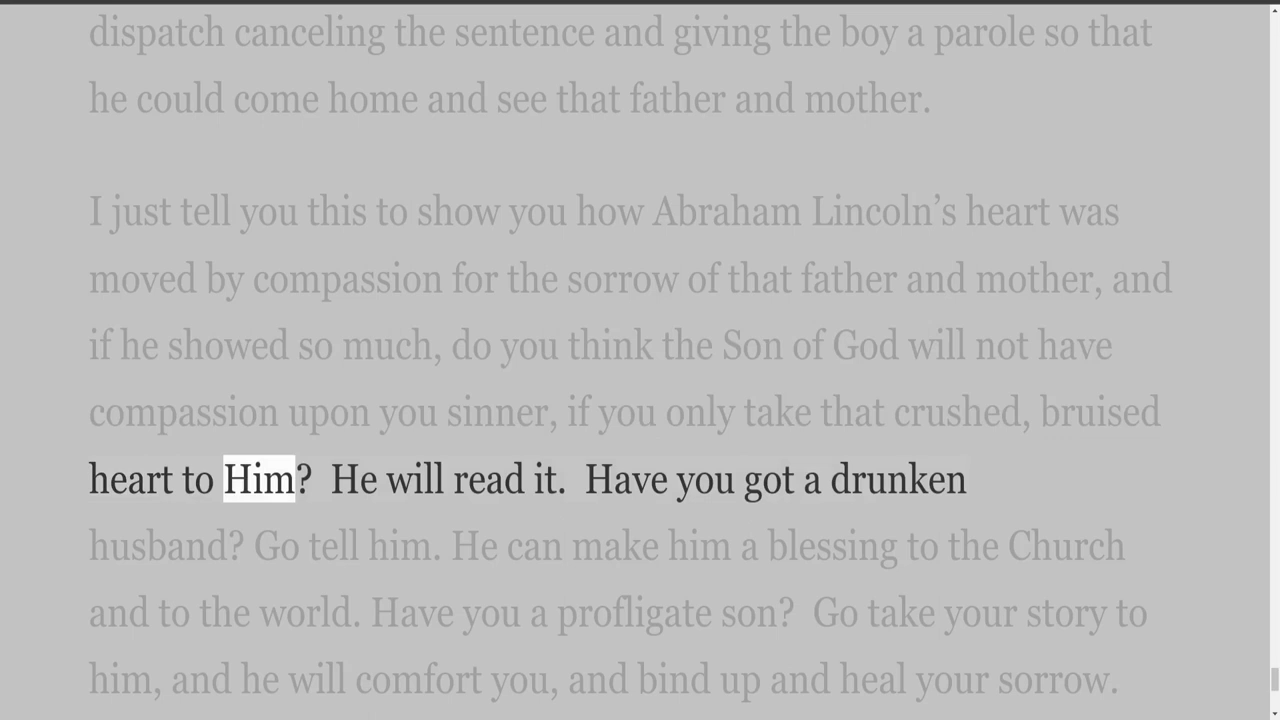 dispatch canceling the sentence and giving the boy a parole so that
he could come home and see that father and mother.
I just tell you this to show you how Abraham Lincoln’s heart was
moved by compassion for the sorrow of that father and mother, and
if he showed so much, do you think the Son of God will not have
compassion upon you sinner, if you only take that crushed, bruised
heart to Him?  He will read it.  Have you got a drunken
husband? Go tell him. He can make him a blessing to the Church
and to the world. Have you a profligate son?  Go take your story to
him, and he will comfort you, and bind up and heal your sorrow.